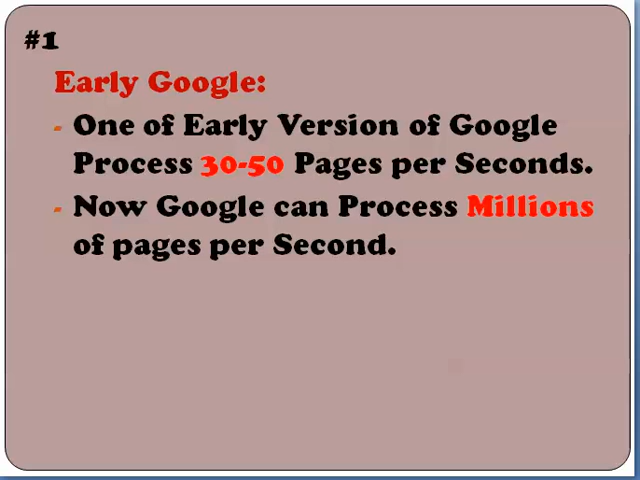 #1
Early Google:
- One of Early Version of Google
Process 30-50 Pages per Seconds.
- Now Google can Process Millions
of pages per Second.